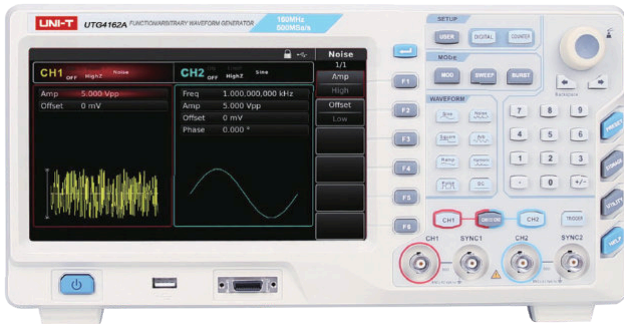 UNI-T UTG4162A FUNCTION/ARBITRARY WAVEFORM GENERATOR
160MHz
500MSa/s
Noise
1/1
CH1 OFF HighZ Noise
Amp 5.000 Vpp
Offset 0 mV
CH2 OFF HighZ Sine
Freq 1.000,000,000 kHz
Amp 5.000 Vpp
Offset 0 mV
Phase 0.000 °
Amp
High
Offset
Low
F1
F2
F3
F4
F5
F6
SETUP
USER DIGITAL COUNTER
MODE
MOD SWEEP BURST
WAVEFORM
Sine Noise
Square Arb
Ramp Harmonic
Pulse DC
7 8 9
4 5 6
1 2 3
. 0 +/-
PRESET
STORAGE
UTILITY
HELP
CH1 CH2 TRIGGER
CH1 SYNC1 CH2 SYNC2